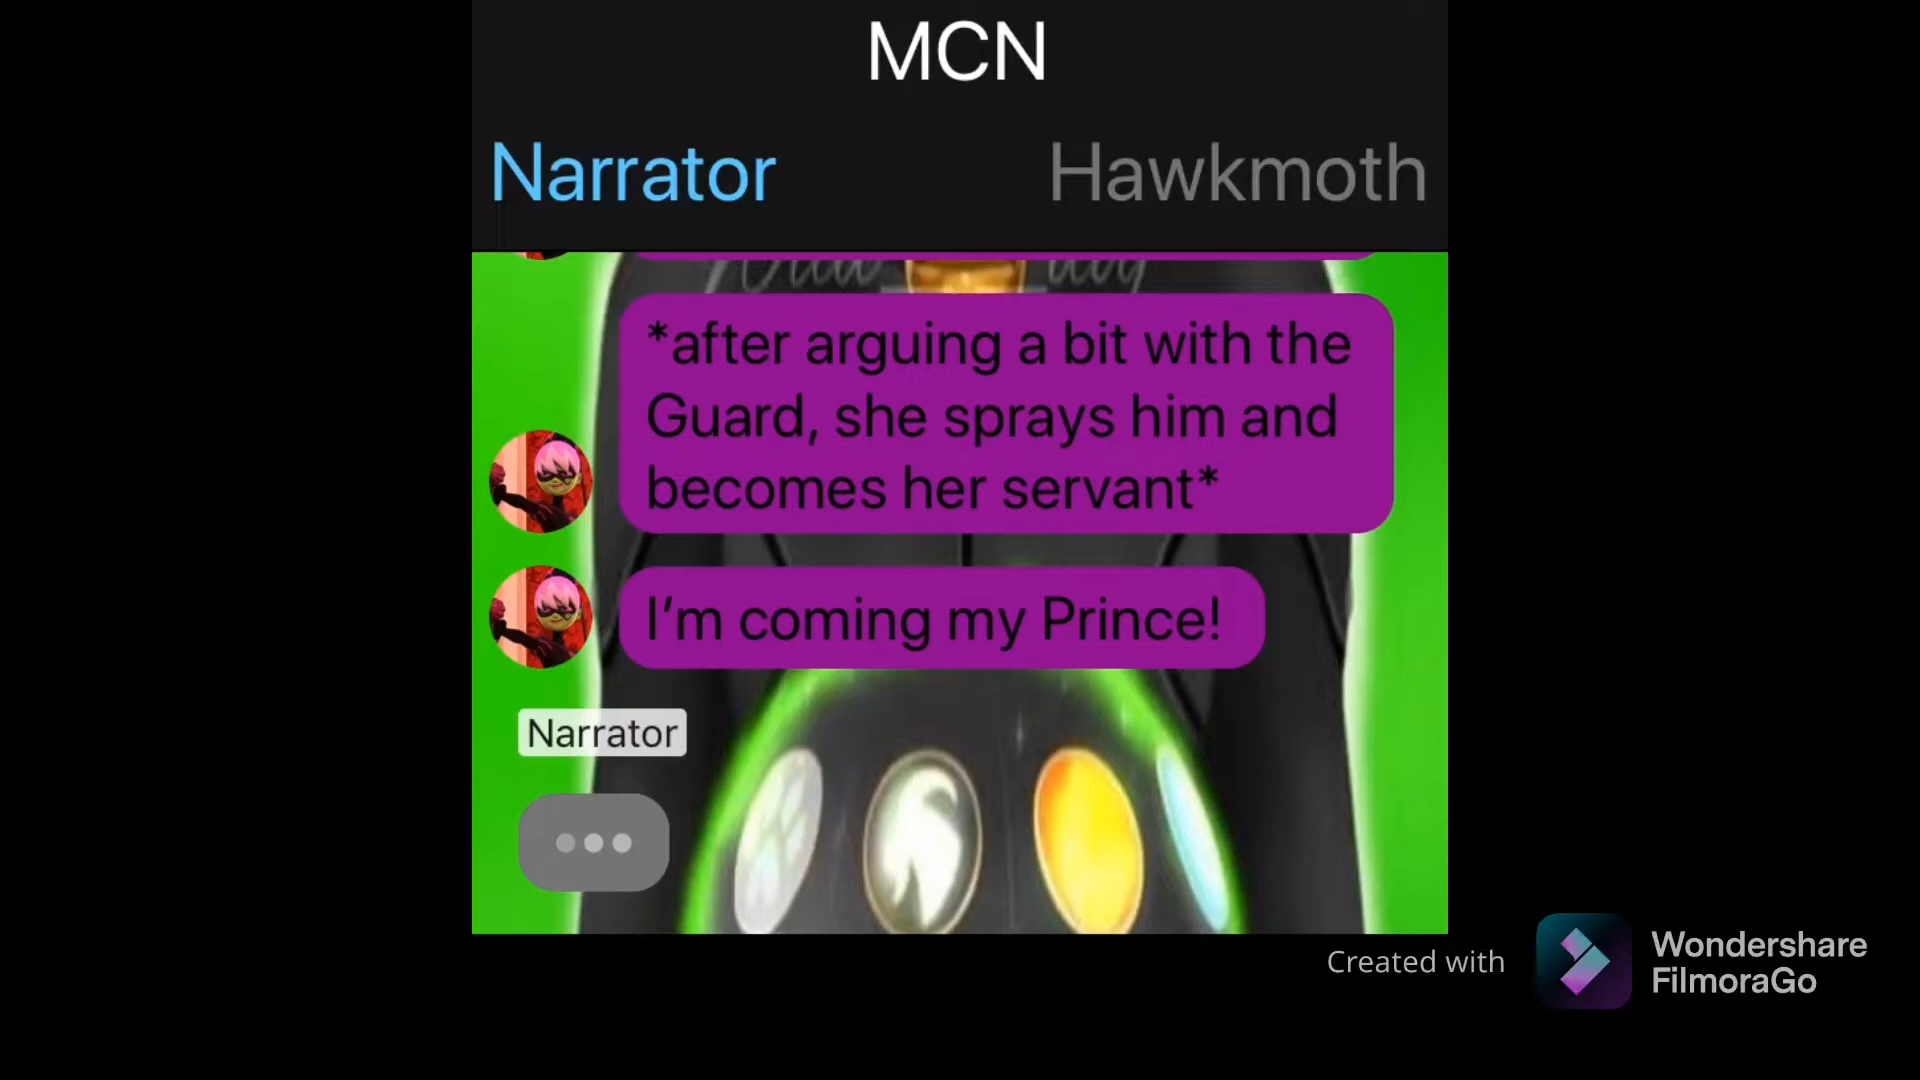 MCN
Narrator
Hawkmoth
*after arguing a bit with the
Guard, she sprays him and
becomes her servant*
I'm coming my Prince!
Narrator
Created with
Wondershare
FilmoraGo